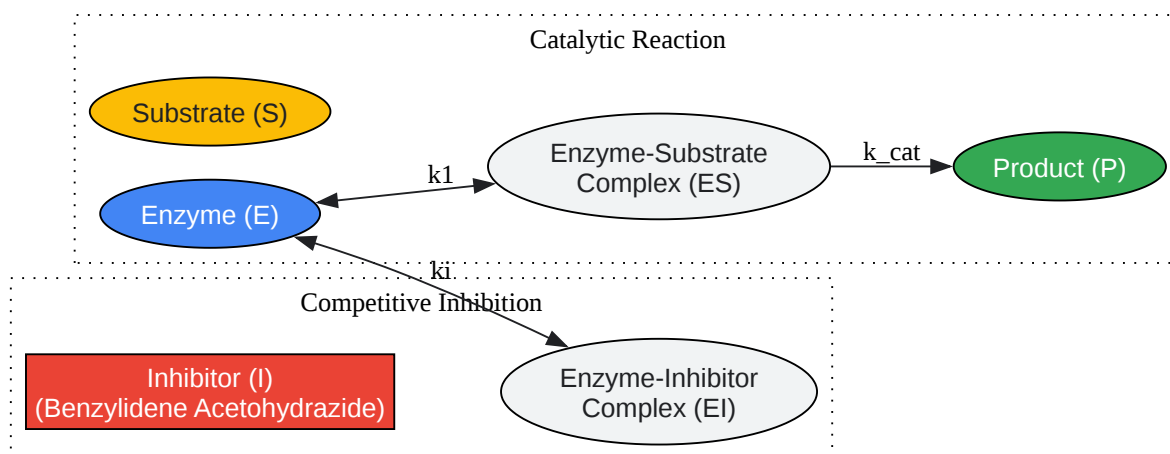 Catalytic Reaction
Substrate (S)
Enzyme-Substrate
Complex (ES)
k_cat
Product (P)
k1
Enzyme (E)
ki
Competitive Inhibition
Inhibitor (I)
(Benzylidene Acetohydrazide)
Enzyme-Inhibitor
Complex (EI)